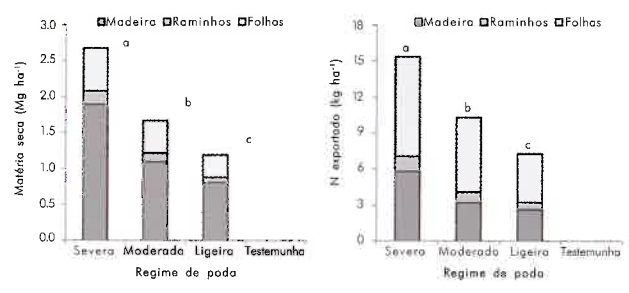 Madeira Raminhos Folhas
Matéria seca (Mg ha⁻¹)
3.0
2.5
2.0
1.5
1.0
0.5
0.0
a
b
c
Severa Moderada Ligeira Testemunha
Regime de poda
Madeira Raminhos Folhas
N exportado (kg ha⁻¹)
18
15
12
9
6
3
0
a
b
c
Severa Moderada Ligeira Testemunha
Regime de poda